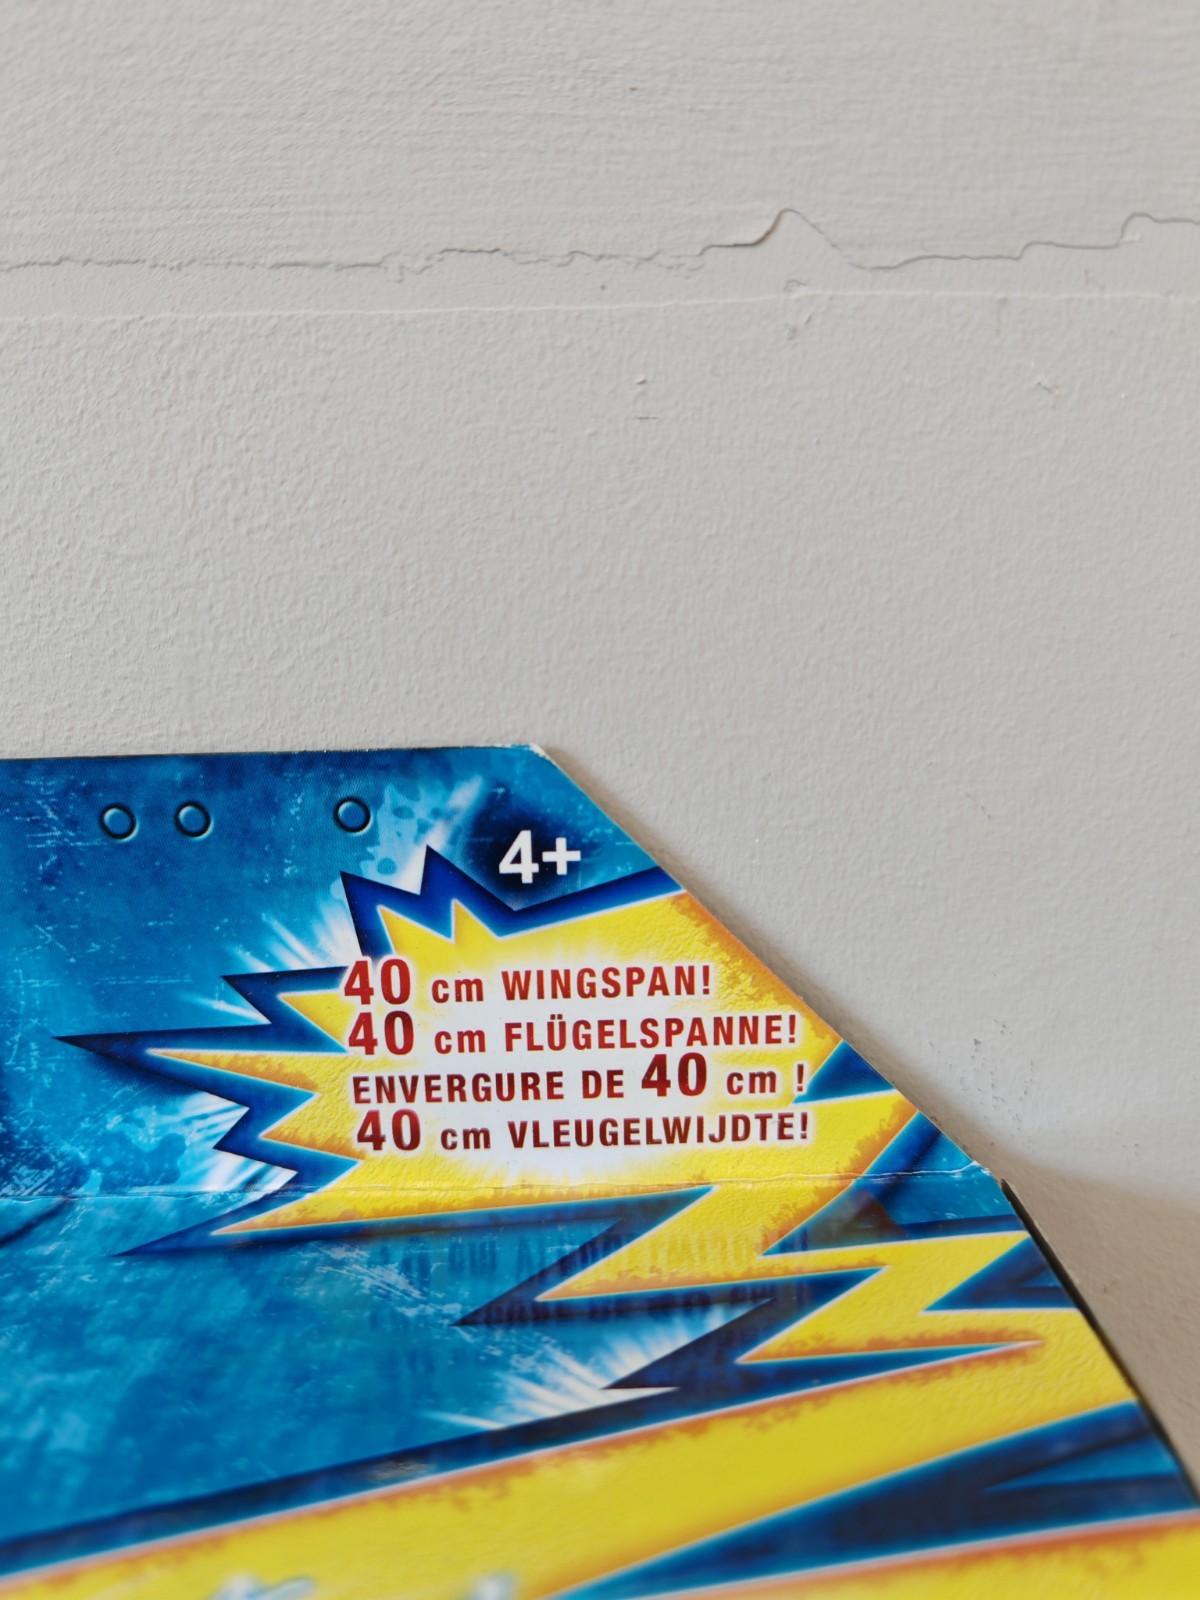 4+
40 cm WINGSPAN!
40 cm FLÜGELSPANNE!
ENVERGURE DE 40 cm !
40 cm VLEUGELWIJDTE!